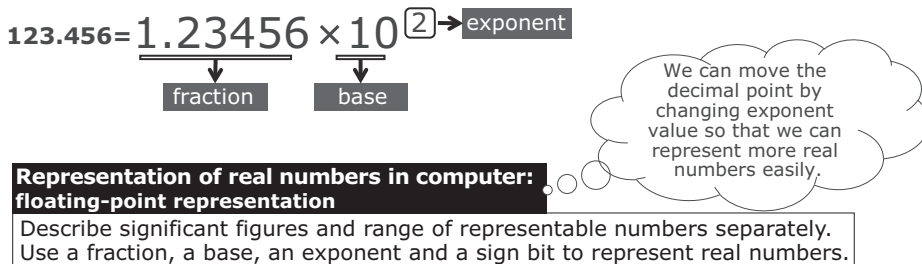 123.456=1.23456×10² exponent
fraction base
We can move the
decimal point by
changing exponent
value so that we can
represent more real
numbers easily.
Representation of real numbers in computer:
floating-point representation
Describe significant figures and range of representable numbers separately.
Use a fraction, a base, an exponent and a sign bit to represent real numbers.